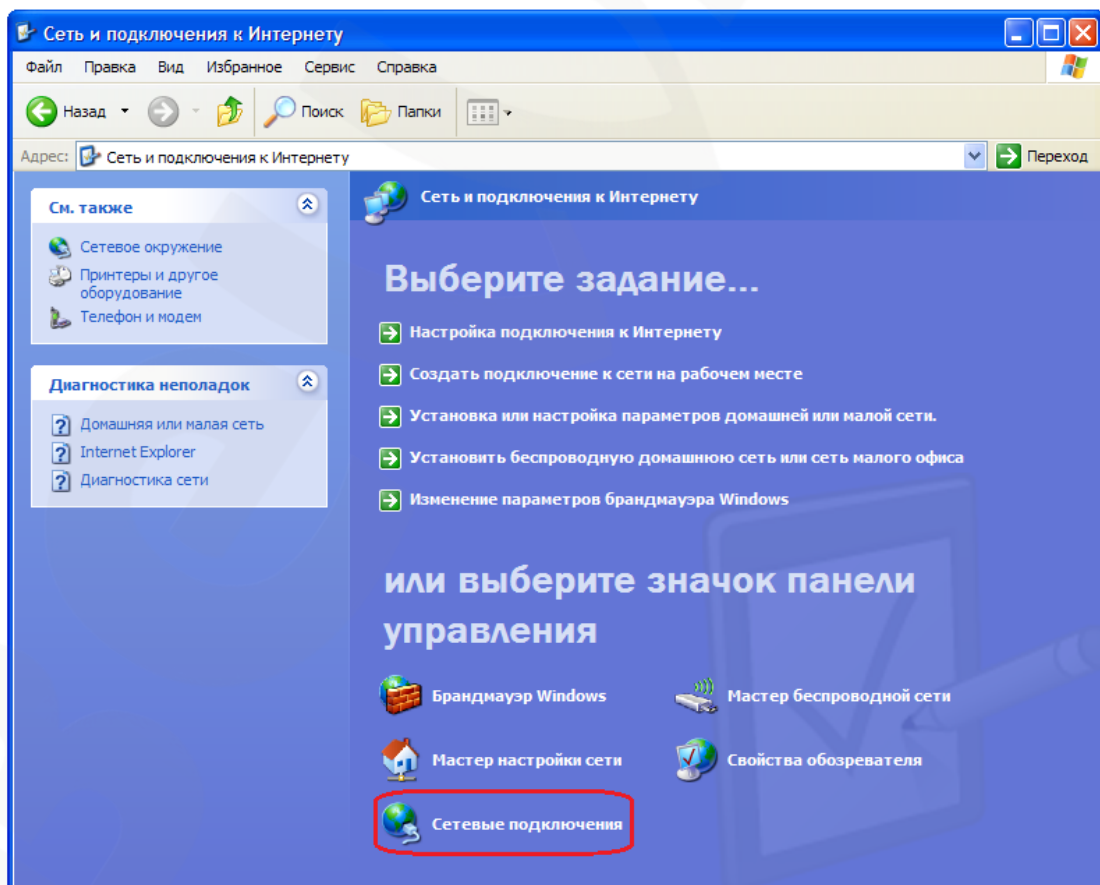 Сеть и подключения к Интернету
Файл Правка Вид Избранное Сервис Справка
Назад Поиск Папки
Адрес: Сеть и подключения к Интернету Переход
См. также
Сетевое окружение
Принтеры и другое
оборудование
Телефон и модем
Диагностика неполадок
Домашняя или малая сеть
Internet Explorer
Диагностика сети
Сеть и подключения к Интернету
Выберите задание...
Настройка подключения к Интернету
Создать подключение к сети на рабочем месте
Установка или настройка параметров домашней или малой сети.
Установить беспроводную домашнюю сеть или сеть малого офиса
Изменение параметров брандмауэра Windows
или выберите значок панели
управления
Брандмауэр Windows Мастер беспроводной сети
Мастер настройки сети Свойства обозревателя
Сетевые подключения